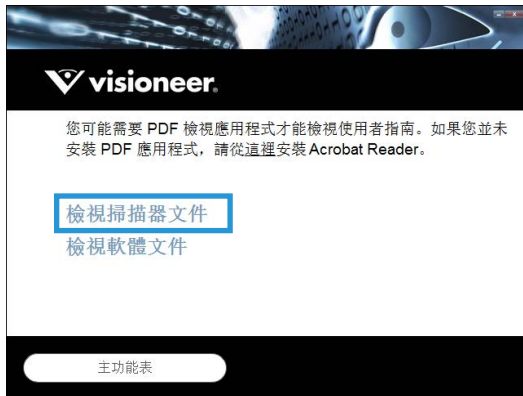 visioneer.
您可能需要 PDF 檢視應用程式才能檢視使用者指南。如果您並未
安裝 PDF 應用程式，請從這裡安裝 Acrobat Reader。
檢視掃描器文件
檢視軟體文件
主功能表